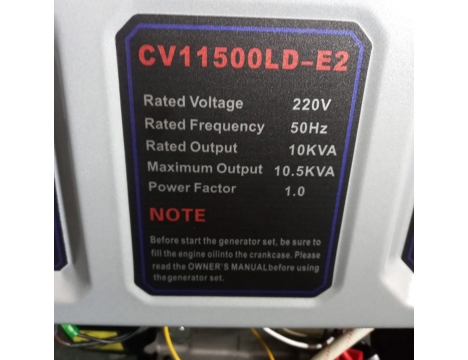 CV11500LD-E2
Rated Voltage 220V
Rated Frequency 50Hz
Rated Output 10KVA
Maximum Output 10.5KVA
Power Factor 1.0
NOTE
Before start the generator set, be sure to
fill the engine oilinto the crankcase. Please
read the OWNER'S MANUALbefore using
thegenerator set.